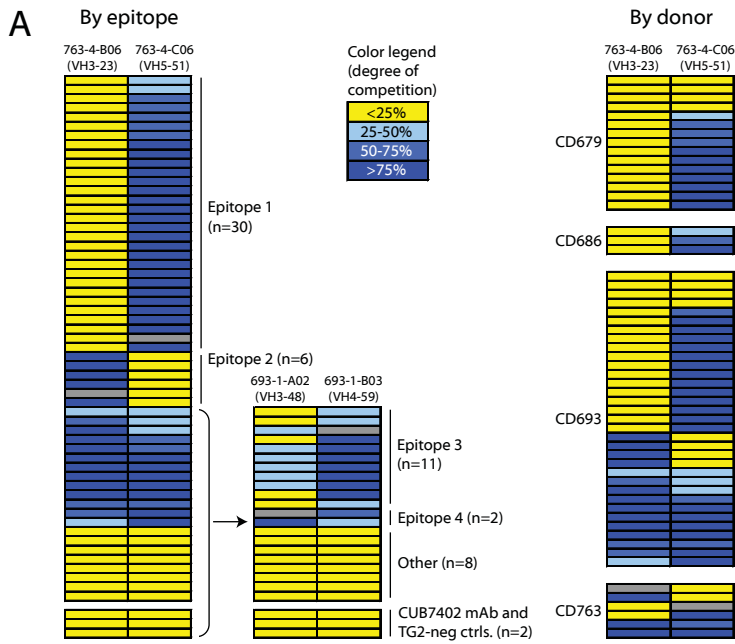 A
By epitope
By donor
763-4-B06
(VH3-23)
763-4-C06
(VH5-51)
Color legend
(degree of
competition)
<25%
25-50%
50-75%
>75%
763-4-B06
(VH3-23)
763-4-C06
(VH5-51)
Epitope 1
(n=30)
Epitope 2 (n=6)
693-1-A02
(VH3-48)
693-1-B03
(VH4-59)
Epitope 3
(n=11)
Epitope 4 (n=2)
Other (n=8)
CUB7402 mAb and
TG2-neg ctrls. (n=2)
CD679
CD686
CD693
CD763